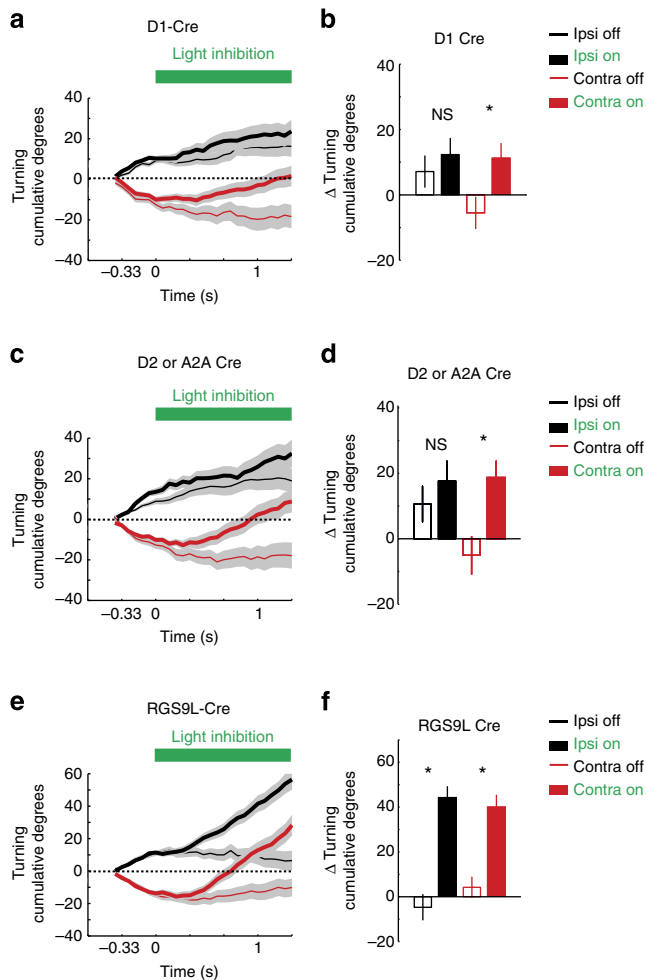 a
D1-Cre
Light inhibition
Turning
cumulative degrees
40
20
0
−20
−40
−0.33 0 1
Time (s)
b
D1 Cre
Δ Turning
cumulative degrees
40
20
0
−20
NS
*
Ipsi off
Ipsi on
Contra off
Contra on
c
D2 or A2A Cre
Light inhibition
Turning
cumulative degrees
40
20
0
−20
−40
−0.33 0 1
Time (s)
d
D2 or A2A Cre
Δ Turning
cumulative degrees
40
20
0
−20
NS
*
Ipsi off
Ipsi on
Contra off
Contra on
e
RGS9L-Cre
Light inhibition
Turning
cumulative degrees
60
40
20
0
−20
−40
−0.33 0 1
Time (s)
f
RGS9L Cre
Δ Turning
cumulative degrees
60
40
20
0
−20
*
*
Ipsi off
Ipsi on
Contra off
Contra on